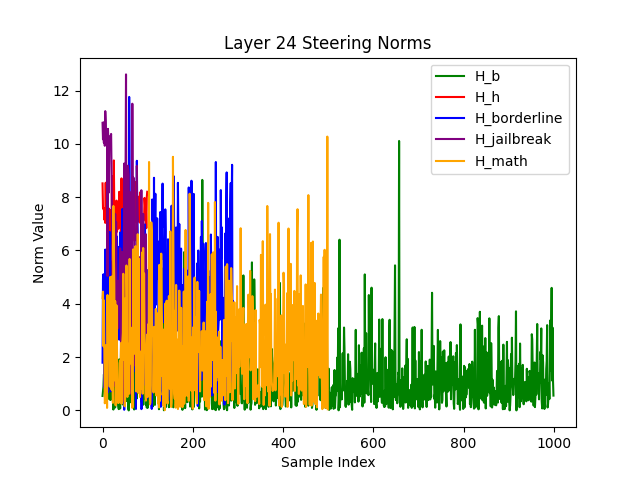 Layer 24 Steering Norms
H_b
H_h
H_borderline
H_jailbreak
H_math
Norm Value
12
10
8
6
4
2
0
0 200 400 600 800 1000
Sample Index